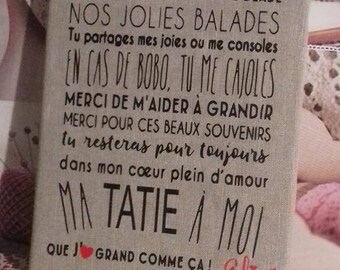 NOS JOLIES BALADES
Tu partages mes joies ou me consoles
EN CAS DE BOBO, TU ME CAJOLES
MERCI DE M'AIDER À GRANDIR
MERCI POUR CES BEAUX SOUVENIRS
tu resteras pour toujours
dans mon cœur plein d'amour
MA TATIE À MOI
QUE J'❤ GRAND COMME ÇA !